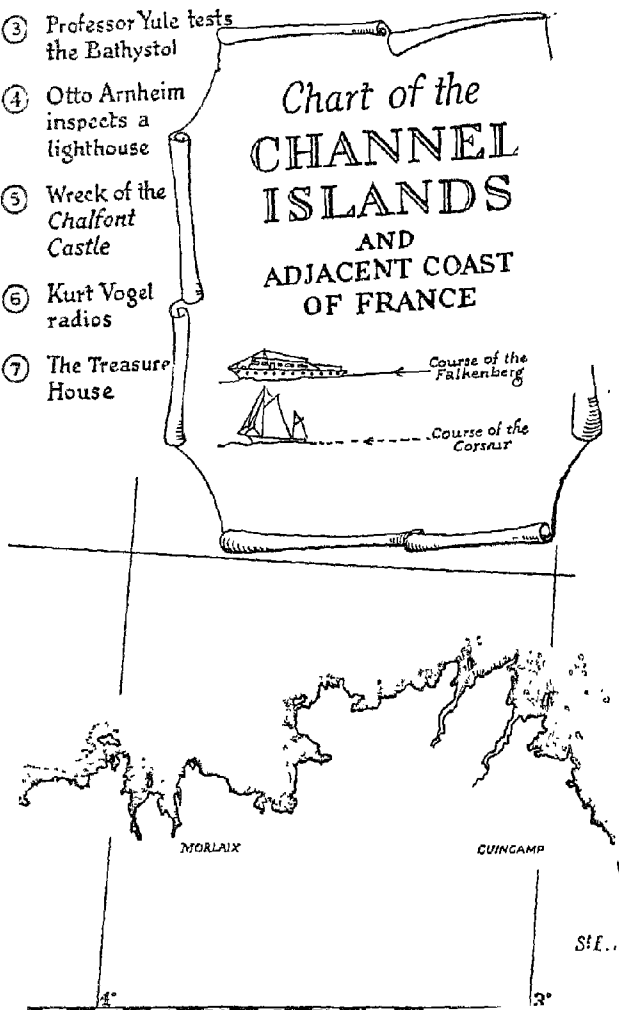 ③ Professor Yule tests
the Bathystol
④ Otto Arnheim
inspects a
lighthouse
⑤ Wreck of the
Chalfont
Castle
⑥ Kurt Vogel
radios
⑦ The Treasure
House
Chart of the
CHANNEL
ISLANDS
AND
ADJACENT COAST
OF FRANCE
Course of the
Falkenberg
Course of the
Corsair
MORLAIX
GUINGAMP
St E..
4°
3°